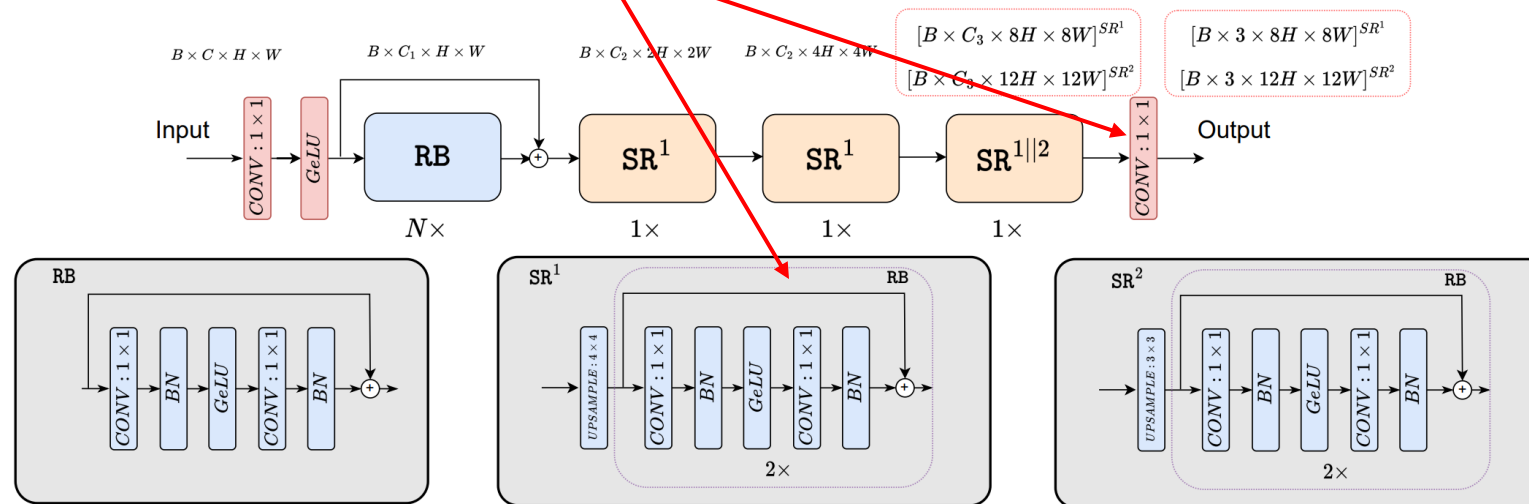 B × C × H × W
B × C₁ × H × W
B × C₂ × 2H × 2W
B × C₂ × 4H × 4W
[B × C₃ × 8H × 8W]^{SR¹}
[B × C₃ × 12H × 12W]^{SR²}
[B × 3 × 8H × 8W]^{SR¹}
[B × 3 × 12H × 12W]^{SR²}
Input
CONV : 1 × 1
GeLU
RB
+
SR¹
SR¹
SR^{1||2}
CONV : 1 × 1
Output
N×
1×
1×
1×
RB
CONV : 1 × 1
BN
GeLU
CONV : 1 × 1
BN
+
SR¹
RB
UPSAMPLE : 4 × 4
CONV : 1 × 1
BN
GeLU
CONV : 1 × 1
BN
+
2×
SR²
RB
UPSAMPLE : 3 × 3
CONV : 1 × 1
BN
GeLU
CONV : 1 × 1
BN
+
2×